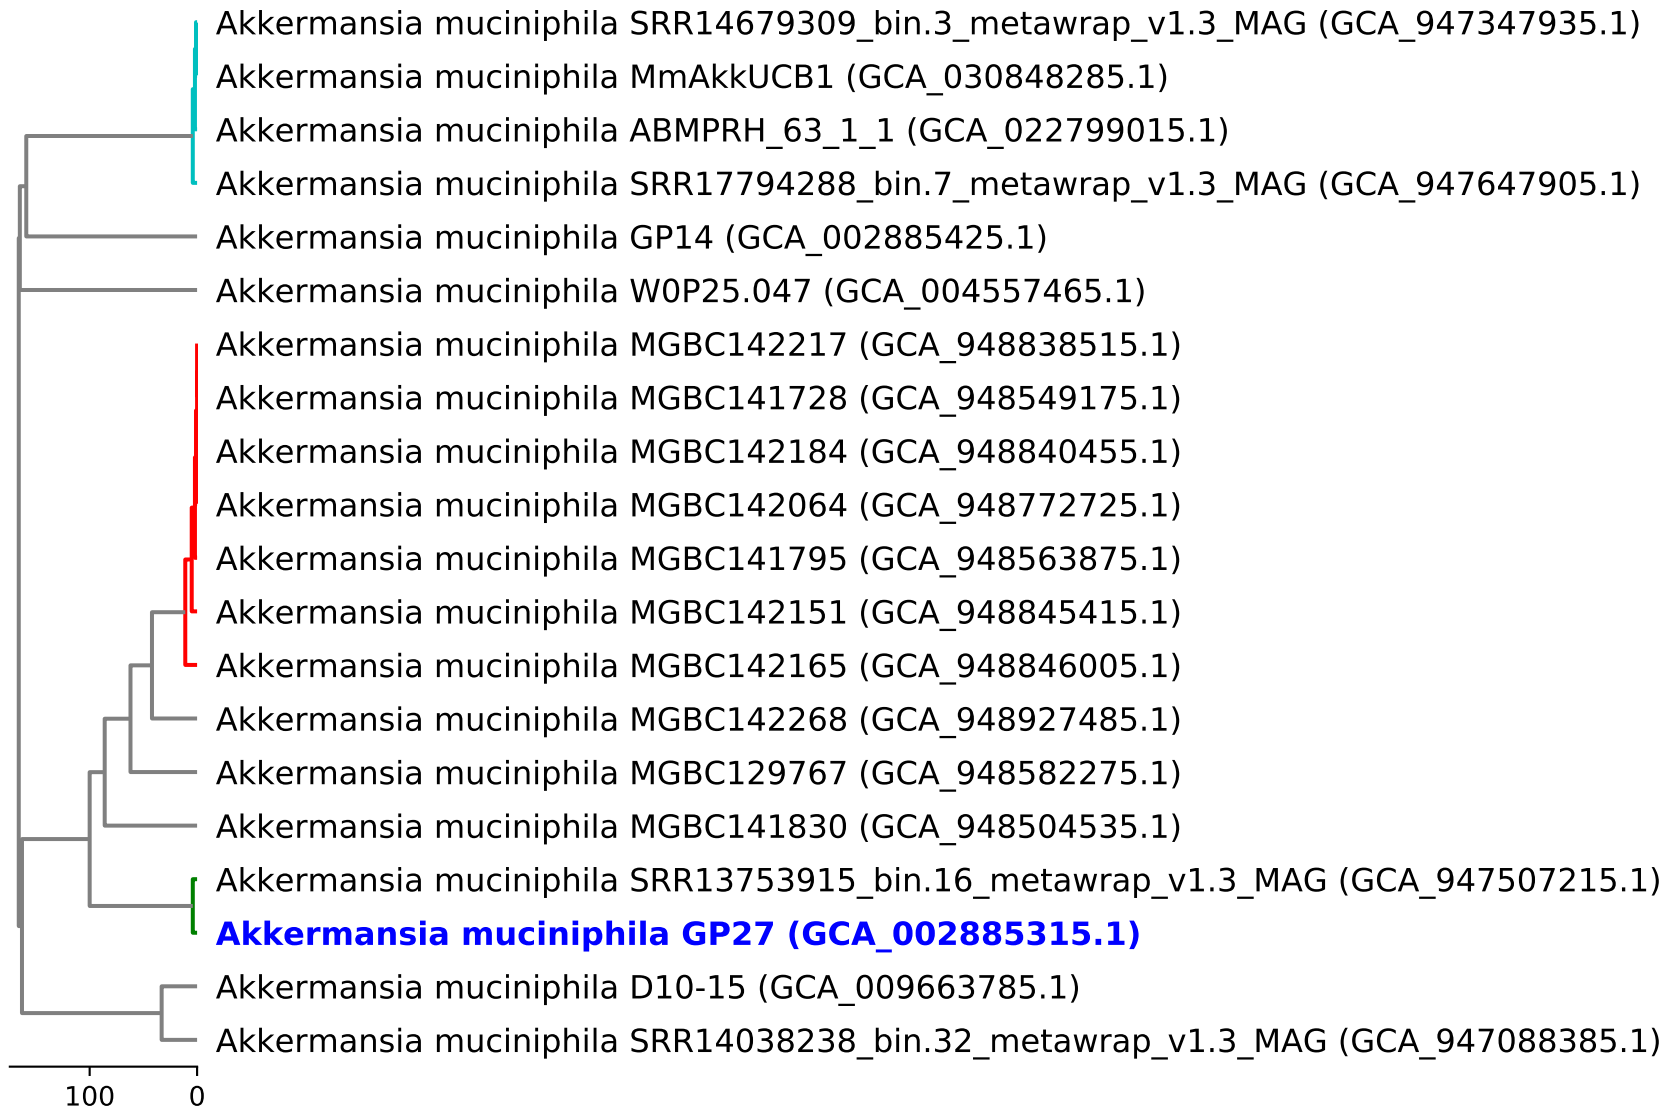 Akkermansia muciniphila SRR14679309_bin.3_metawrap_v1.3_MAG (GCA_947347935.1)
Akkermansia muciniphila MmAkkUCB1 (GCA_030848285.1)
Akkermansia muciniphila ABMPRH_63_1_1 (GCA_022799015.1)
Akkermansia muciniphila SRR17794288_bin.7_metawrap_v1.3_MAG (GCA_947647905.1)
Akkermansia muciniphila GP14 (GCA_002885425.1)
Akkermansia muciniphila W0P25.047 (GCA_004557465.1)
Akkermansia muciniphila MGBC142217 (GCA_948838515.1)
Akkermansia muciniphila MGBC141728 (GCA_948549175.1)
Akkermansia muciniphila MGBC142184 (GCA_948840455.1)
Akkermansia muciniphila MGBC142064 (GCA_948772725.1)
Akkermansia muciniphila MGBC141795 (GCA_948563875.1)
Akkermansia muciniphila MGBC142151 (GCA_948845415.1)
Akkermansia muciniphila MGBC142165 (GCA_948846005.1)
Akkermansia muciniphila MGBC142268 (GCA_948927485.1)
Akkermansia muciniphila MGBC129767 (GCA_948582275.1)
Akkermansia muciniphila MGBC141830 (GCA_948504535.1)
Akkermansia muciniphila SRR13753915_bin.16_metawrap_v1.3_MAG (GCA_947507215.1)
Akkermansia muciniphila GP27 (GCA_002885315.1)
Akkermansia muciniphila D10-15 (GCA_009663785.1)
Akkermansia muciniphila SRR14038238_bin.32_metawrap_v1.3_MAG (GCA_947088385.1)
100 0